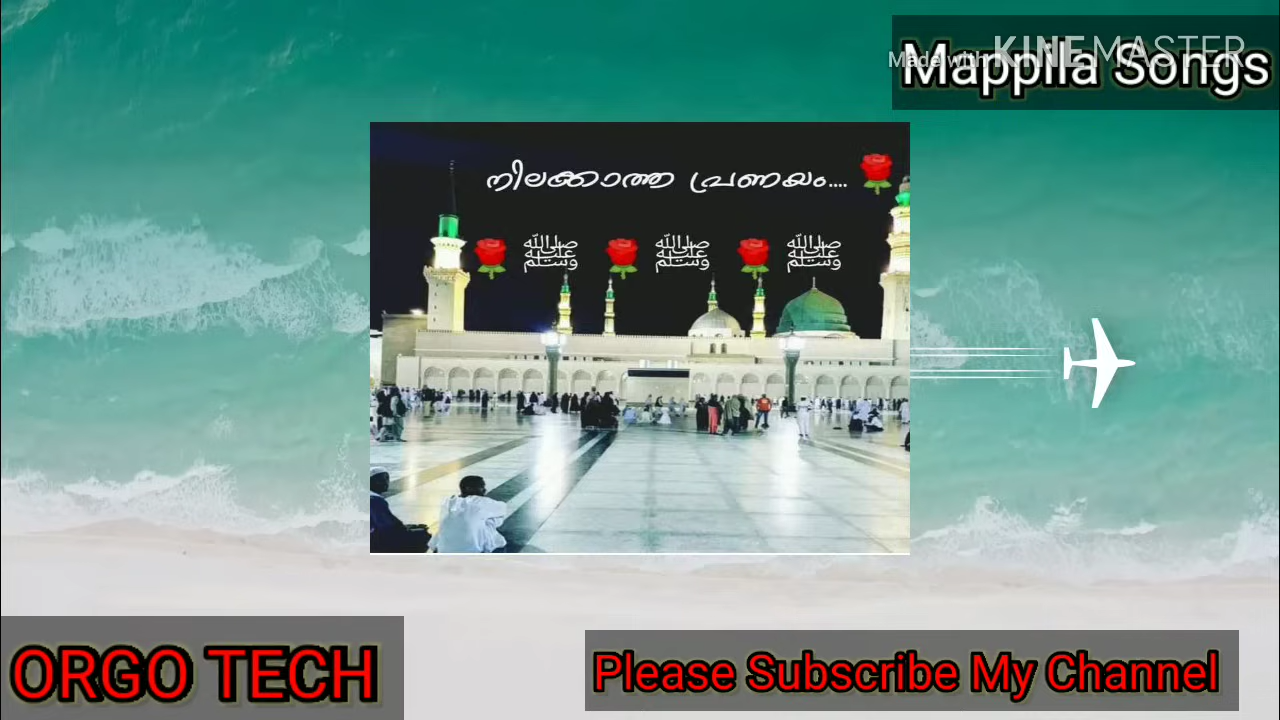 Made with KINEMASTER
Mappila Songs
നിലക്കാത്ത പ്രണയം.... 🌹
🌹 ﷺ 🌹 ﷺ 🌹 ﷺ
ORGO TECH
Please Subscribe My Channel